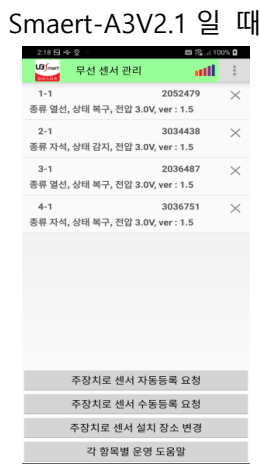 Smaert-A3V2.1 일 때
2:18 100%
U3Smart 무선 센서 관리
1-1 2052479
종류 열선, 상태 복구, 전압 3.0V, ver : 1.5
2-1 3034438
종류 자석, 상태 감지, 전압 3.0V, ver : 1.5
3-1 2036487
종류 열선, 상태 복구, 전압 3.0V, ver : 1.5
4-1 3036751
종류 자석, 상태 복구, 전압 3.0V, ver : 1.5
주장치로 센서 자동등록 요청
주장치로 센서 수동등록 요청
주장치로 센서 설치 장소 변경
각 항목별 운영 도움말